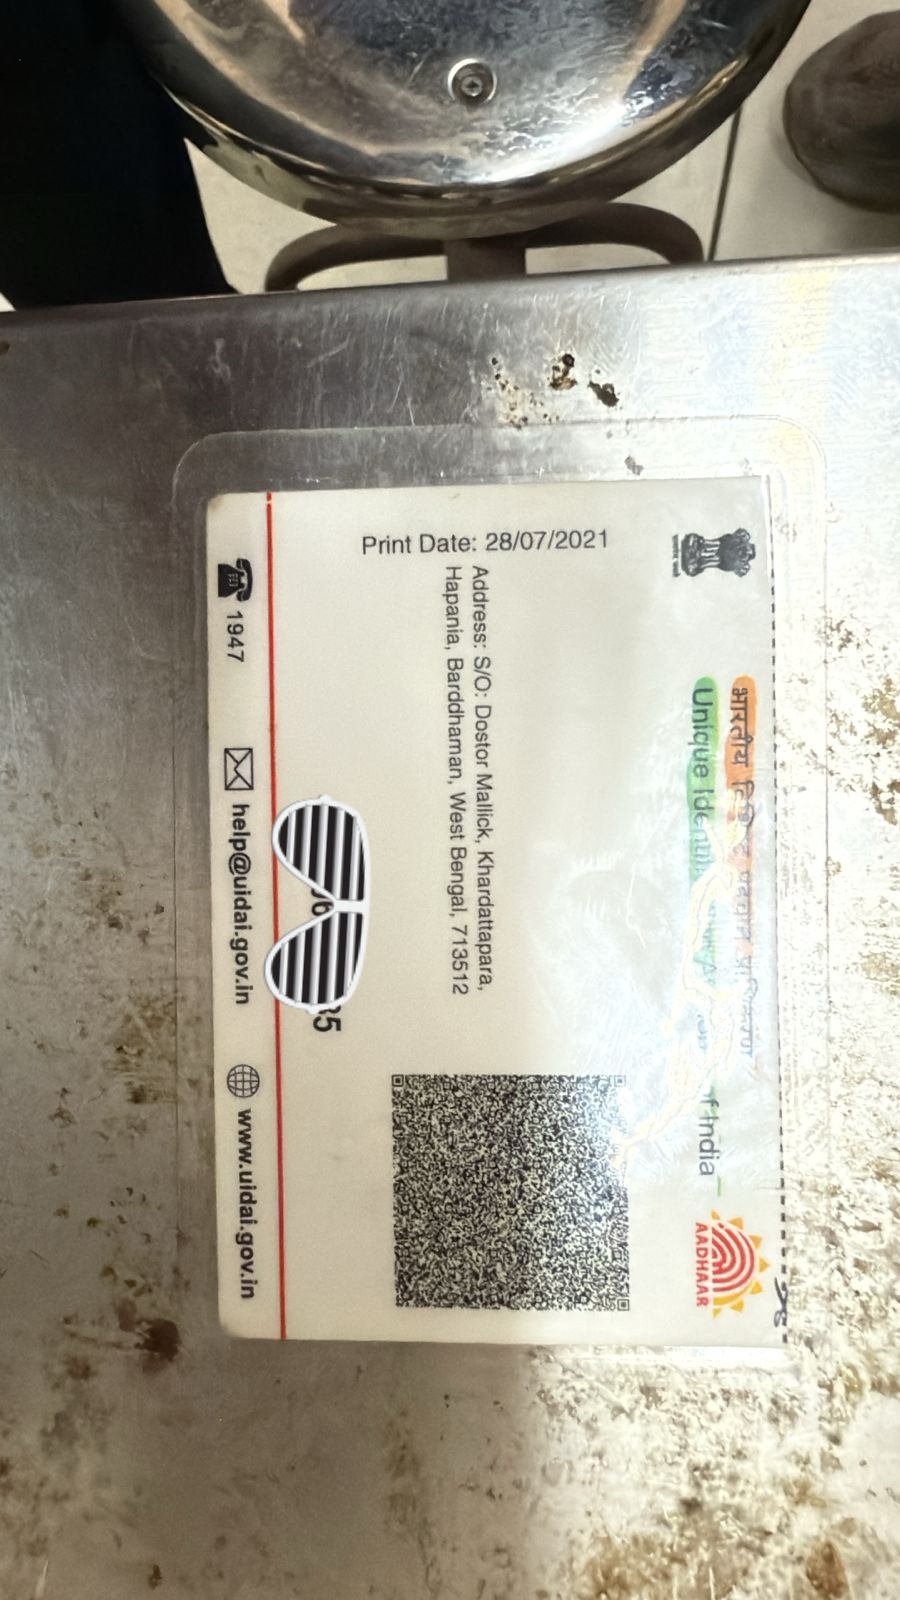 Print Date: 28/07/2021
भारतीय
Unique of India
AADHAAR
Address: S/O: Dostor Mallick, Khardattapara,
Hapania, Barddhaman, West Bengal, 713512
1947
help@uidai.gov.in
www.uidai.gov.in